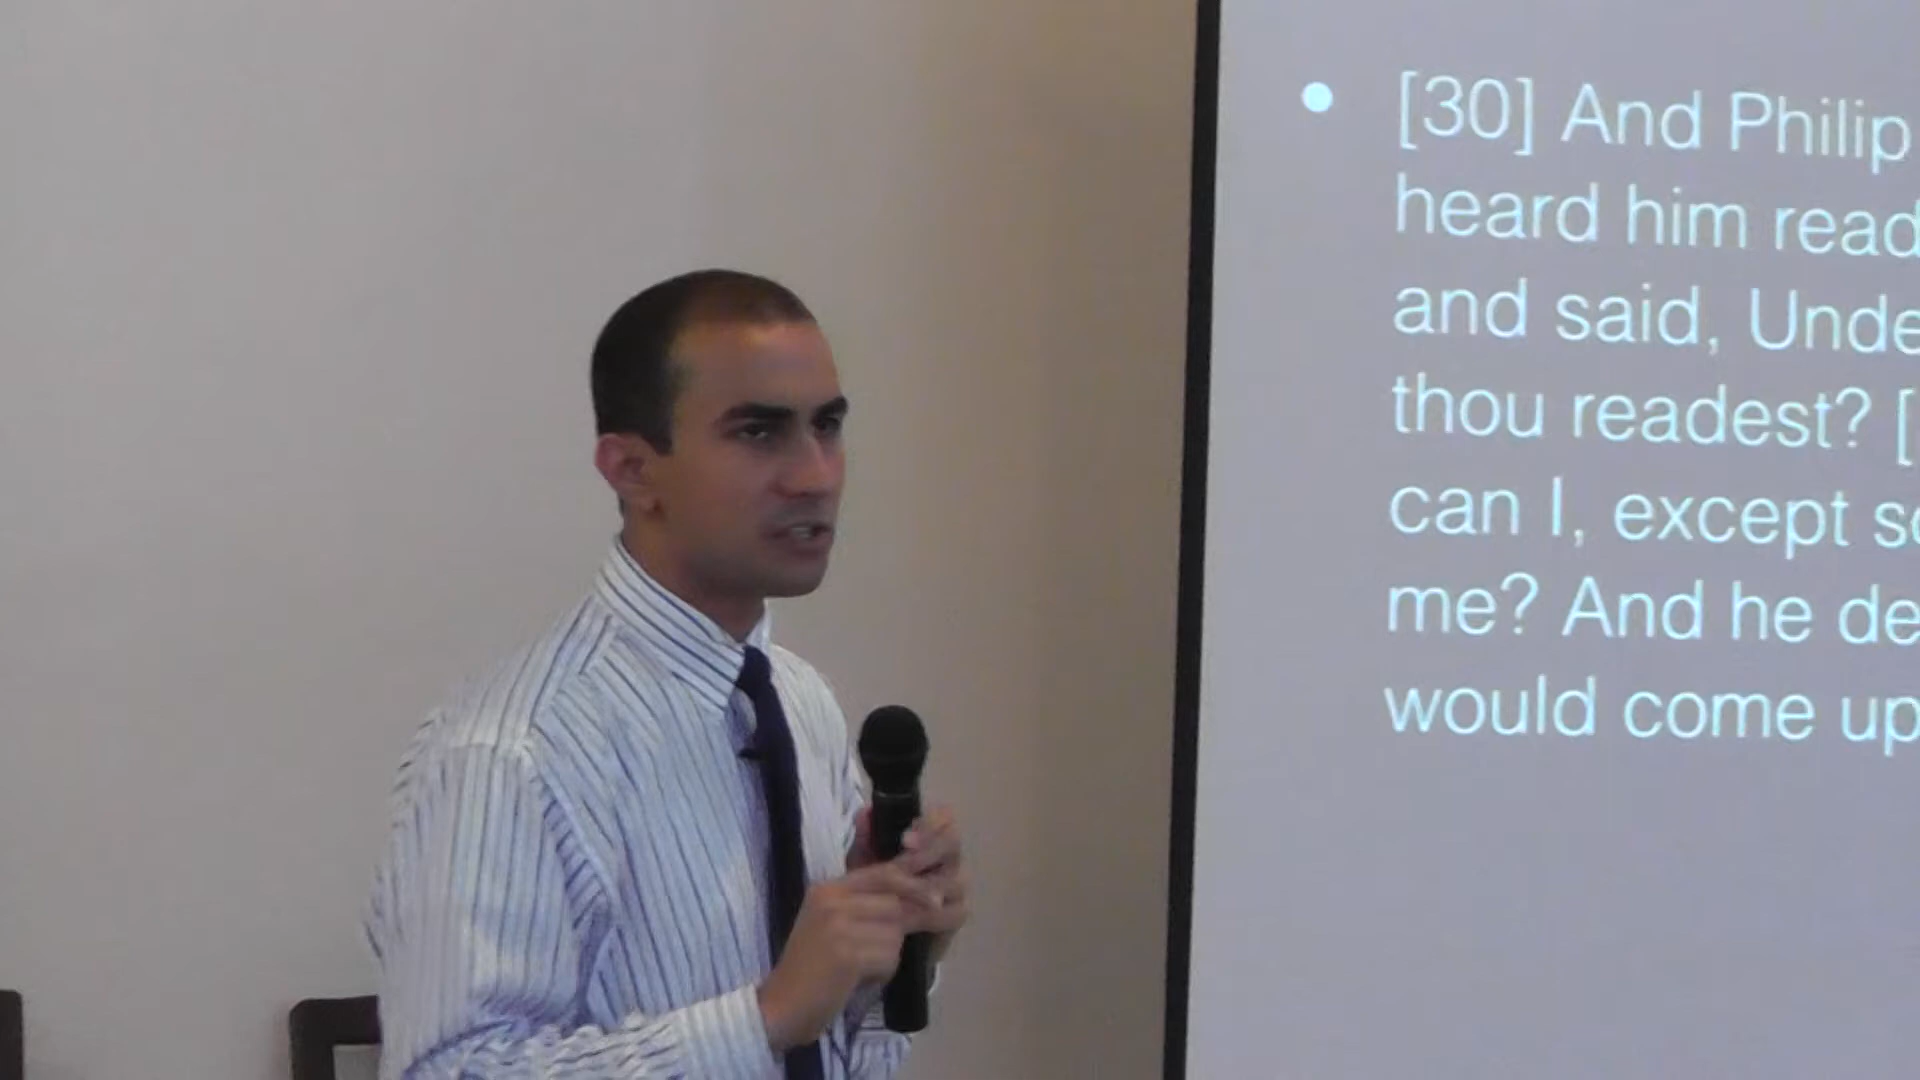 • [30] And Philip
heard him read
and said, Unde
thou readest? [
can I, except so
me? And he de
would come up